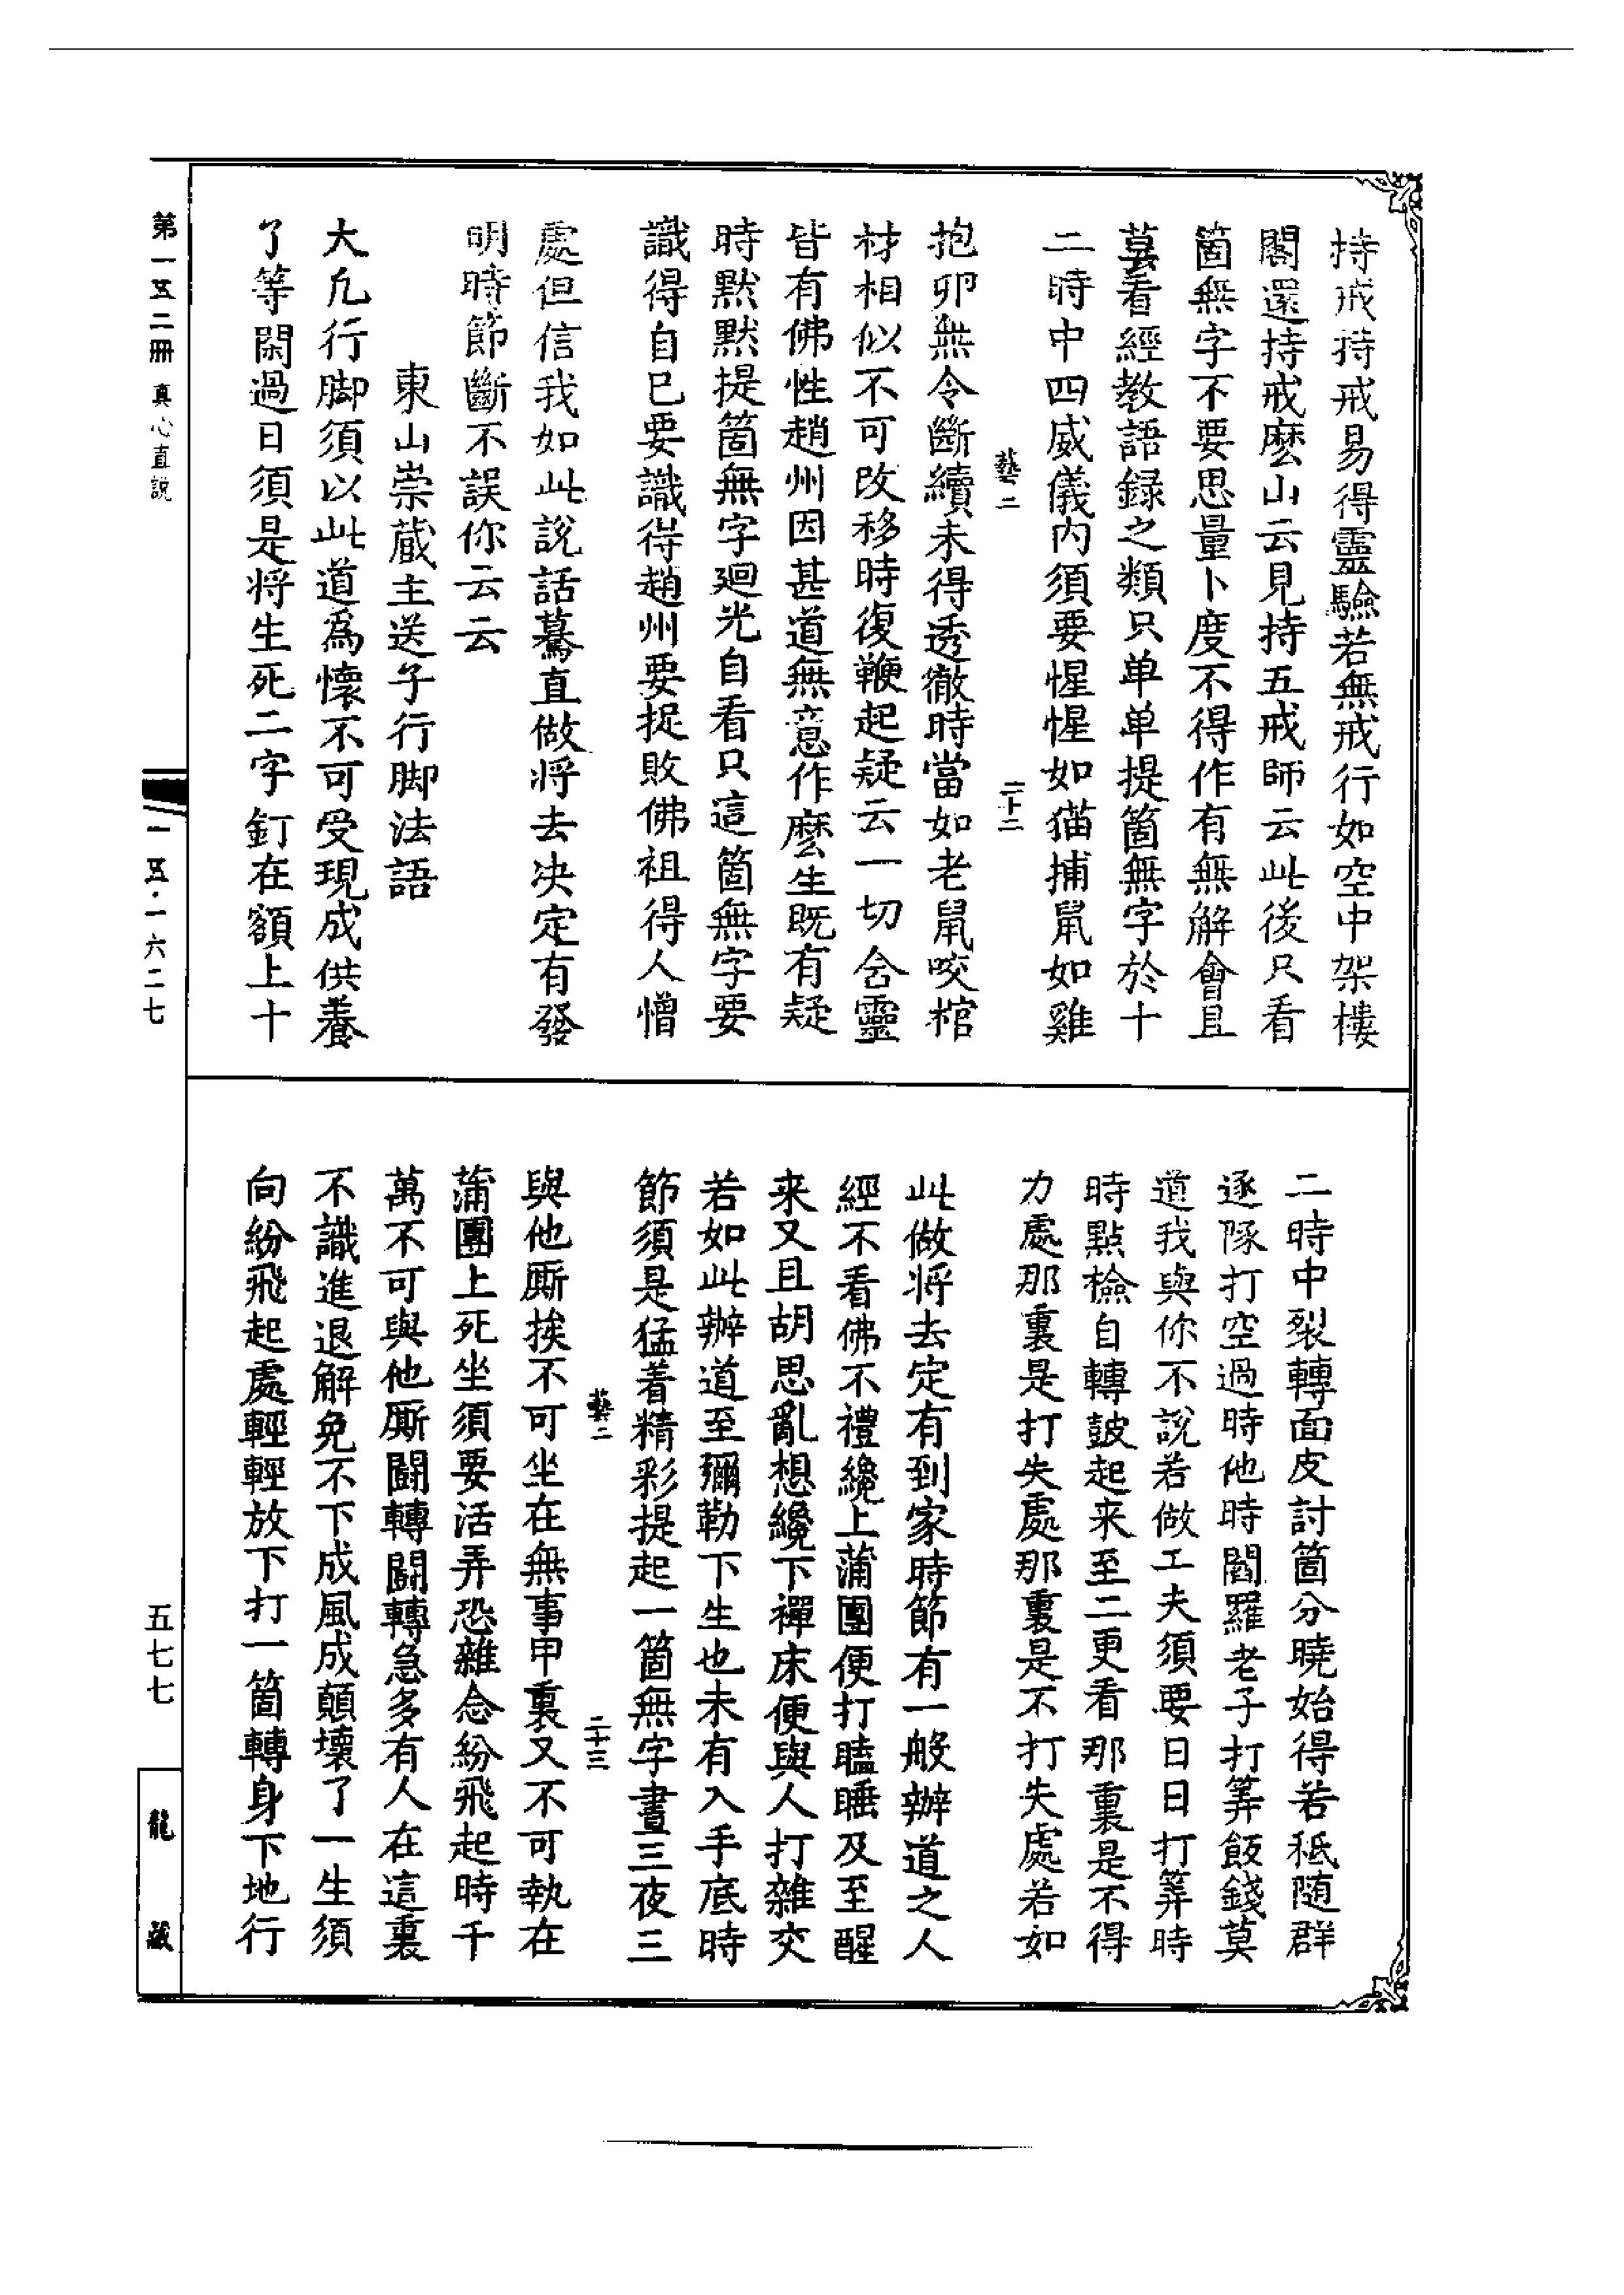 持戒持戒易得靈驗若無戒行如空中架樓
閣還持戒麽山云見持五戒師云此後只看
箇無字不要思量卜度不得作有無解會且
莫看經教語録之類只单单提箇無字於十
二時中四威儀内須要惺惺如猫捕鼠如雞
藝二
二十二
抱卵無令斷續未得透徹時當如老鼠咬棺
材相似不可改移時復鞭起疑云一切含靈
皆有佛性趙州因甚道無意作麽生既有疑
時默默提箇無字廻光自看只這箇無字要
識得自已要識得趙州要捉敗佛祖得人憎
處但信我如此說話驀直做将去决定有發
明時節斷不誤你云云
東山崇蔵主送子行脚法語
大凡行脚須以此道爲懷不可受現成供養
了等閑過日須是将生死二字釘在額上十
二時中裂轉面皮討箇分曉始得若秖随群
逐隊打空過時他時閻羅老子打筭飯錢莫
道我與你不說若做工夫須要日日打筭時
時點檢自轉鼓起来至二更看那裏是不得
力處那裏是打失處那裏是不打失處若如
此做将去定有到家時節有一般辦道之人
經不看佛不禮纔上蒲團便打瞌睡及至醒
来又且胡思亂想纔下禪床便與人打雜交
若如此辦道至彌勒下生也未有入手底時
節須是猛着精彩提起一箇無字晝三夜三
藝二
二十三
與他厮挨不可坐在無事甲裏又不可執在
蒲團上死坐須要活弄恐雜念紛飛起時千
萬不可與他厮鬪轉鬪轉急多有人在這裏
不識進退解免不下成風成顛壞了一生須
向紛飛起處輕輕放下打一箇轉身下地行
第一五二冊 真心直說
一五·一六二七
五七七
龍藏